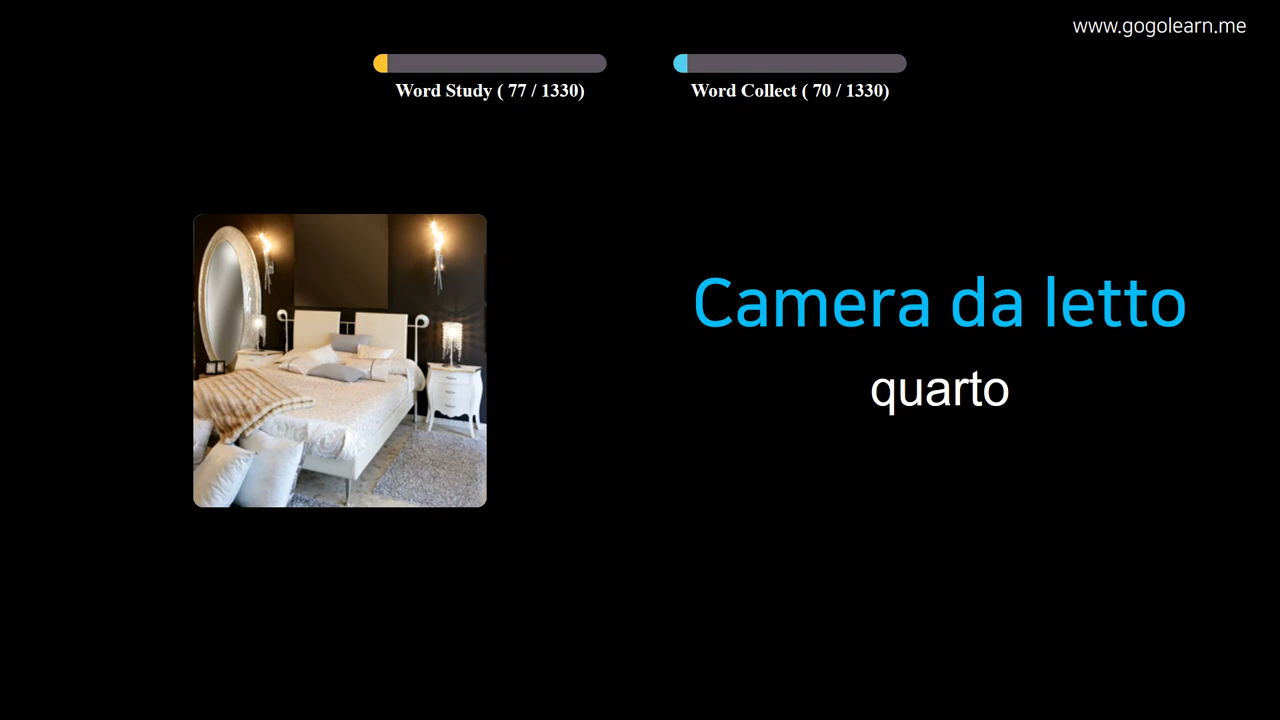 www.gogolearn.me
Word Study ( 77 / 1330)
Word Collect ( 70 / 1330)
Camera da letto
quarto